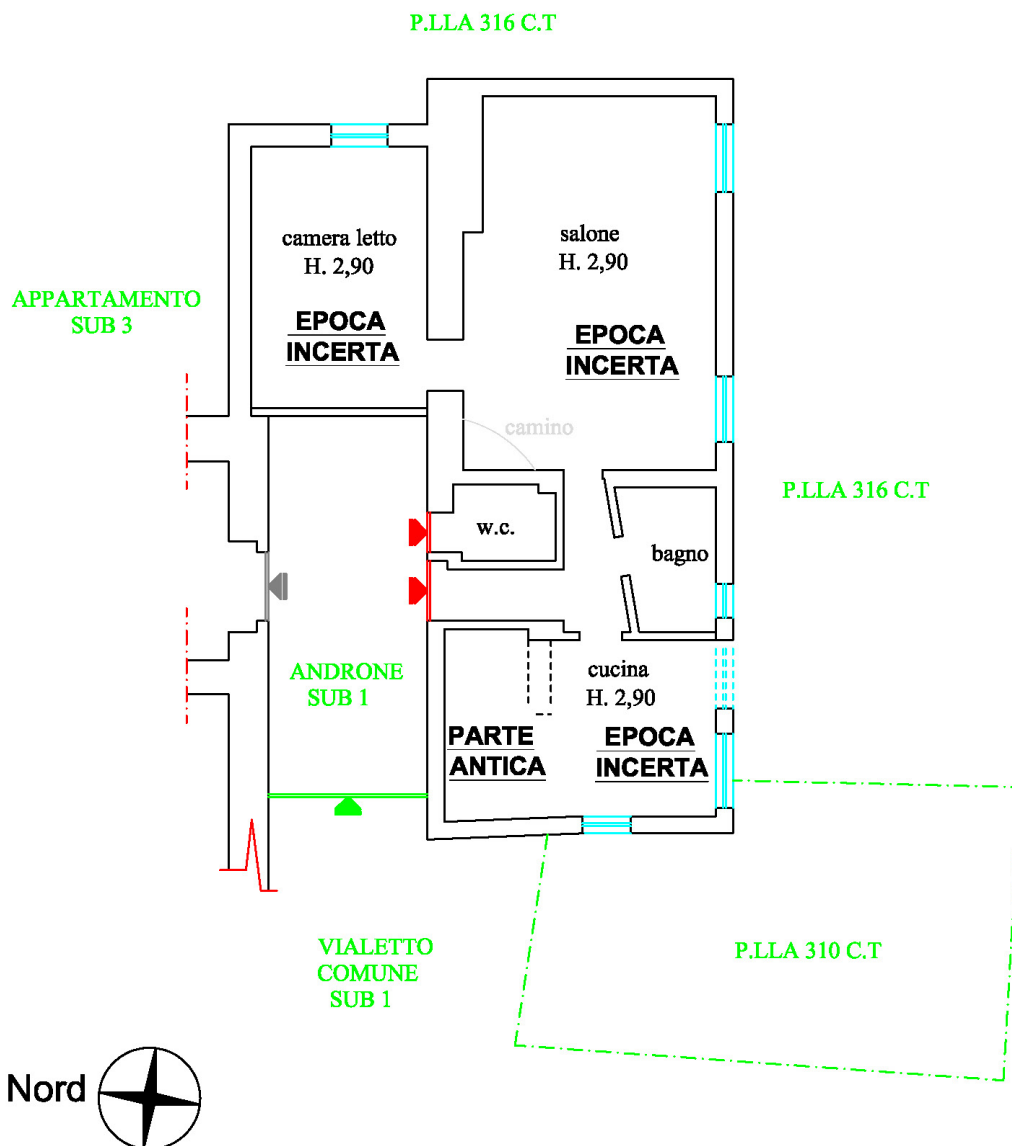 P.LLA 316 C.T
camera letto
H. 2,90
salone
H. 2,90
APPARTAMENTO
SUB 3
EPOCA
INCERTA
EPOCA
INCERTA
camino
P.LLA 316 C.T
w.c.
bagno
ANDRONE
SUB 1
cucina
H. 2,90
PARTE
ANTICA
EPOCA
INCERTA
VIALETTO
COMUNE
SUB 1
P.LLA 310 C.T
Nord